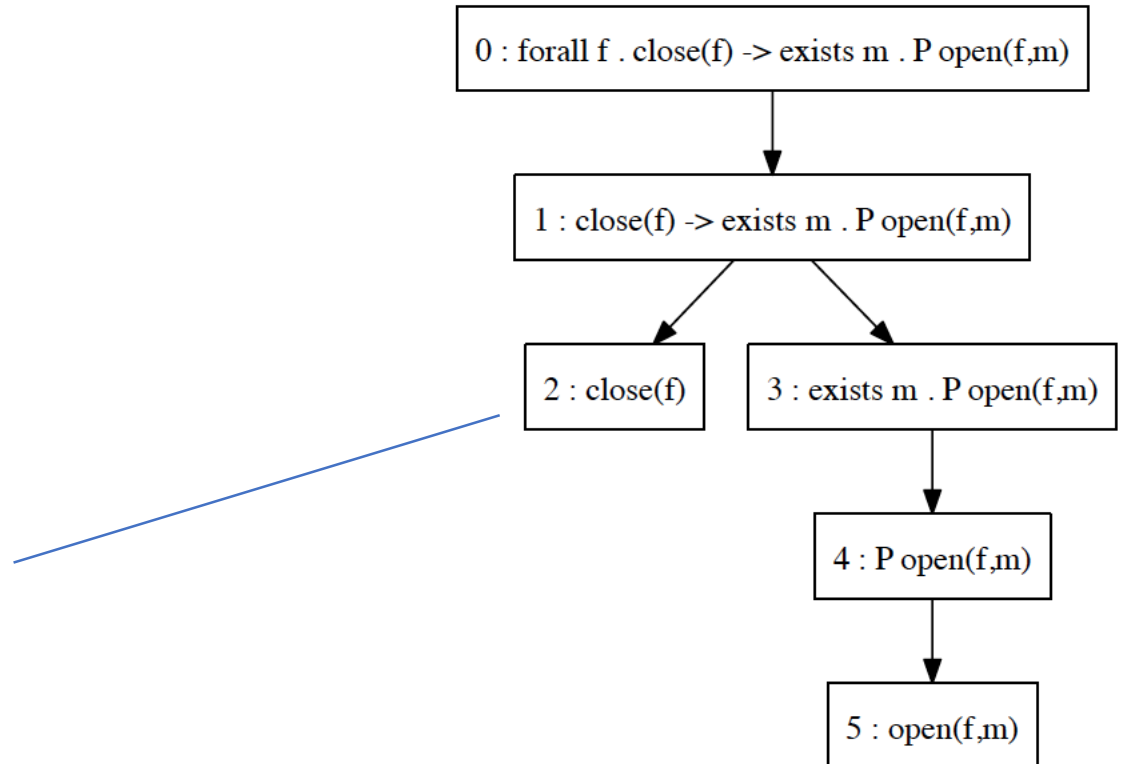 0 : forall f . close(f) -> exists m . P open(f,m)
1 : close(f) -> exists m . P open(f,m)
2 : close(f)
3 : exists m . P open(f,m)
4 : P open(f,m)
5 : open(f,m)